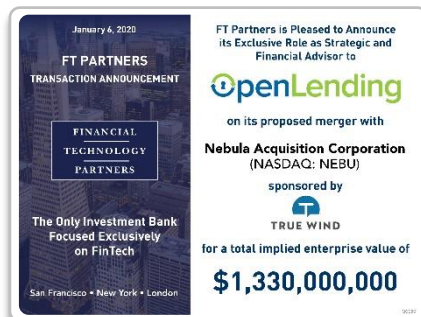 January 6, 2020
FT PARTNERS
TRANSACTION ANNOUNCEMENT
FINANCIAL
TECHNOLOGY
PARTNERS
The Only Investment Bank
Focused Exclusively
on FinTech
San Francisco • New York • London
FT Partners is Pleased to Announce
its Exclusive Role as Strategic and
Financial Advisor to
OpenLending
on its proposed merger with
Nebula Acquisition Corporation
(NASDAQ: NEBU)
sponsored by
TRUE WIND
for a total implied enterprise value of
$1,330,000,000